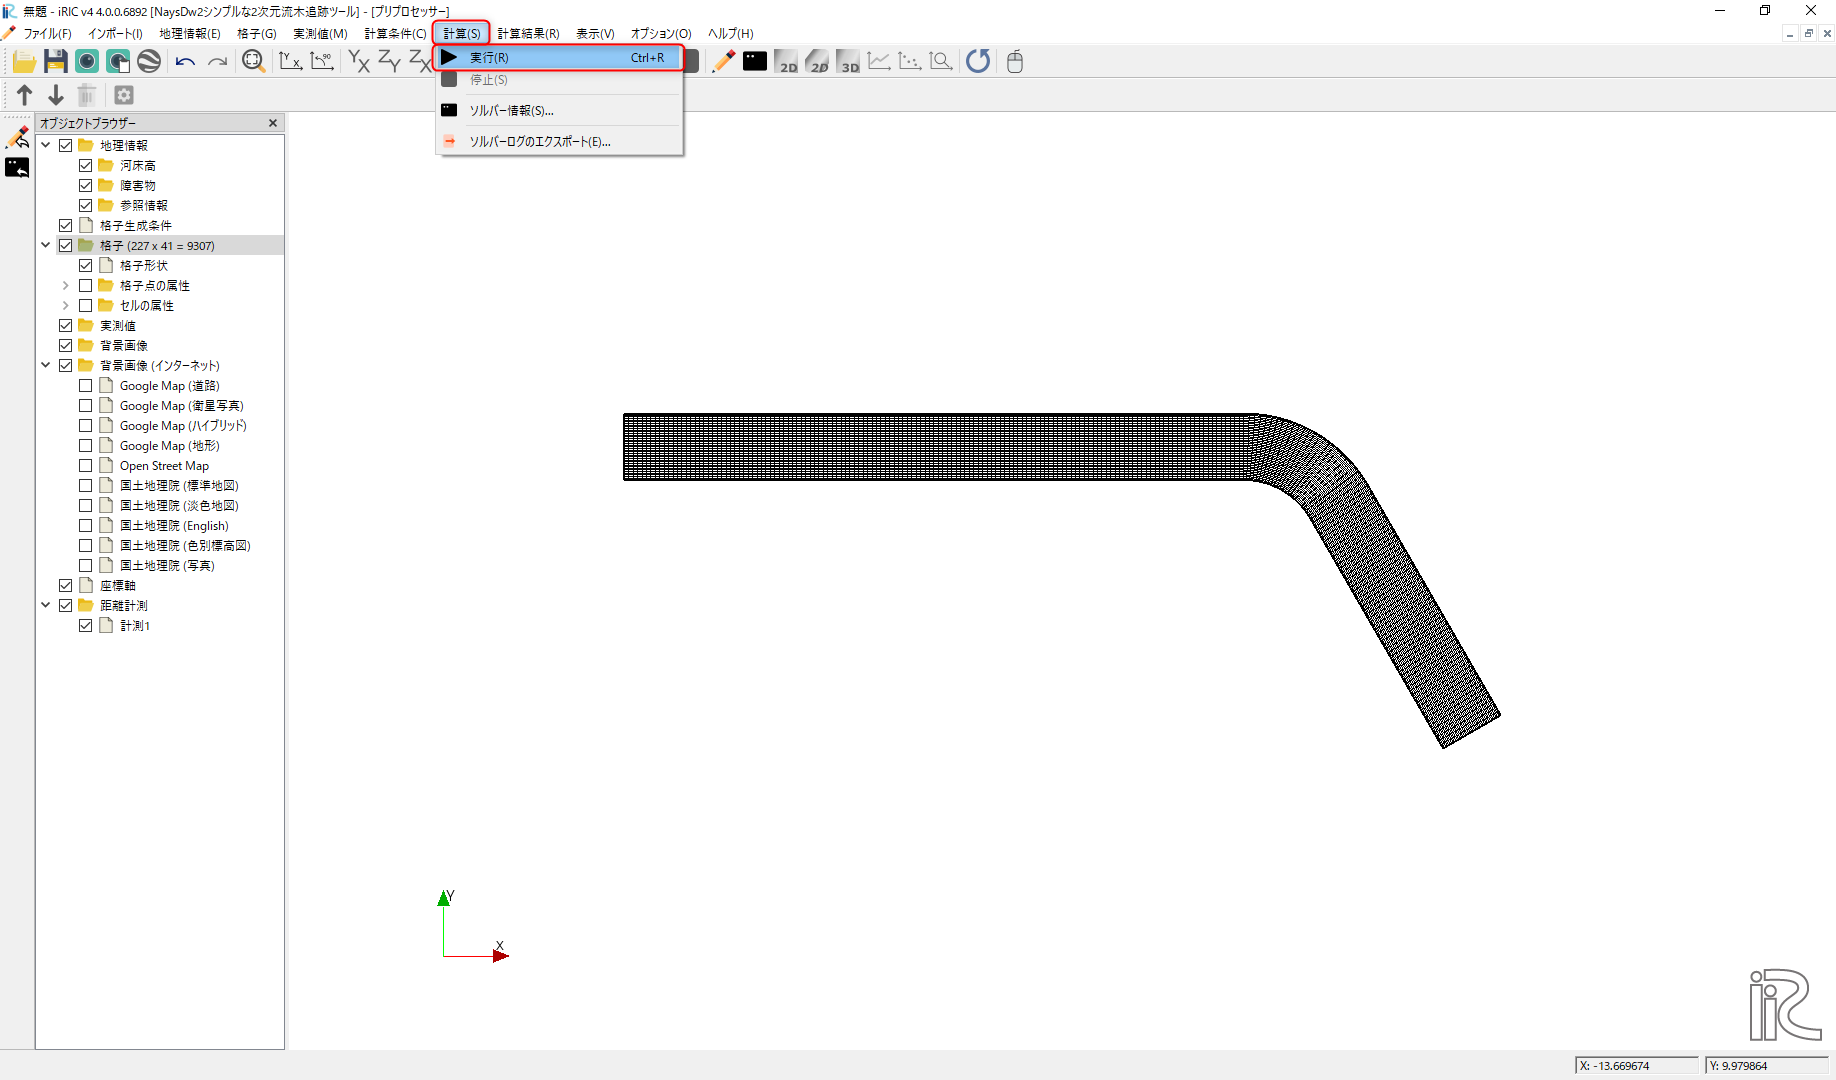 無題 - iRIC v4 4.0.0.6892 [NaysDw2シンプルな2次元流木追跡ツール] - [プリプロセッサー]
ファイル(F) インポート(I) 地理情報(E) 格子(G) 実測値(M) 計算条件(C) 計算(S) 計算結果(R) 表示(V) オプション(O) ヘルプ(H)
実行(R) Ctrl+R
停止(S)
ソルバー情報(S)...
ソルバーログのエクスポート(E)...
YX ZY ZX 2D 2D 3D
オブジェクトブラウザー
地理情報
河床高
障害物
参照情報
格子生成条件
格子 (227 x 41 = 9307)
格子形状
格子点の属性
セルの属性
実測値
背景画像
背景画像 (インターネット)
Google Map (道路)
Google Map (衛星写真)
Google Map (ハイブリッド)
Google Map (地形)
Open Street Map
国土地理院 (標準地図)
国土地理院 (淡色地図)
国土地理院 (English)
国土地理院 (色別標高図)
国土地理院 (写真)
座標軸
距離計測
計測1
Y
X
iRIC
X: -13.669674 Y: 9.979864